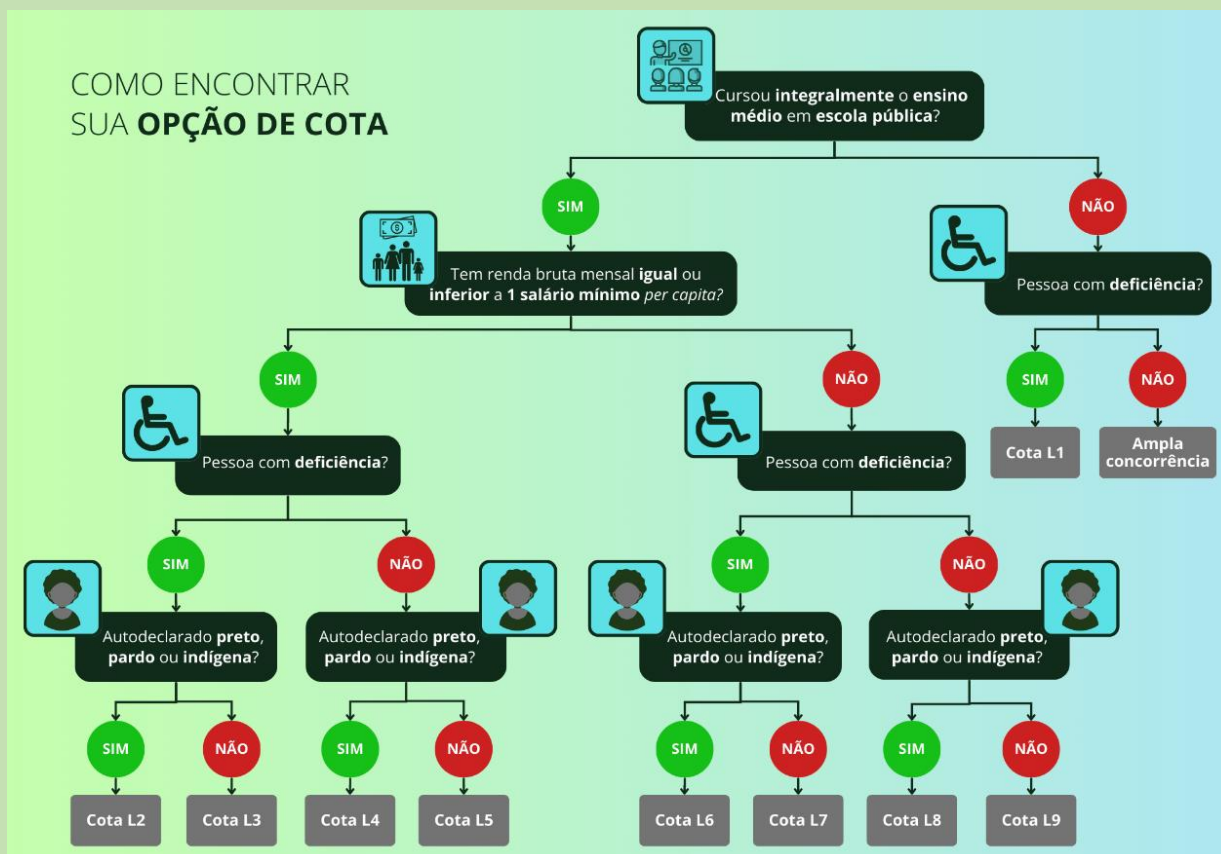 COMO ENCONTRAR
SUA OPÇÃO DE COTA
Cursou integralmente o ensino
médio em escola pública?
SIM
NÃO
Tem renda bruta mensal igual ou
inferior a 1 salário mínimo per capita?
Pessoa com deficiência?
SIM
NÃO
SIM
NÃO
Cota L1
Ampla
concorrência
Pessoa com deficiência?
Pessoa com deficiência?
SIM
NÃO
SIM
NÃO
Autodeclarado preto,
pardo ou indígena?
Autodeclarado preto,
pardo ou indígena?
Autodeclarado preto,
pardo ou indígena?
Autodeclarado preto,
pardo ou indígena?
SIM
NÃO
SIM
NÃO
SIM
NÃO
SIM
NÃO
Cota L2
Cota L3
Cota L4
Cota L5
Cota L6
Cota L7
Cota L8
Cota L9